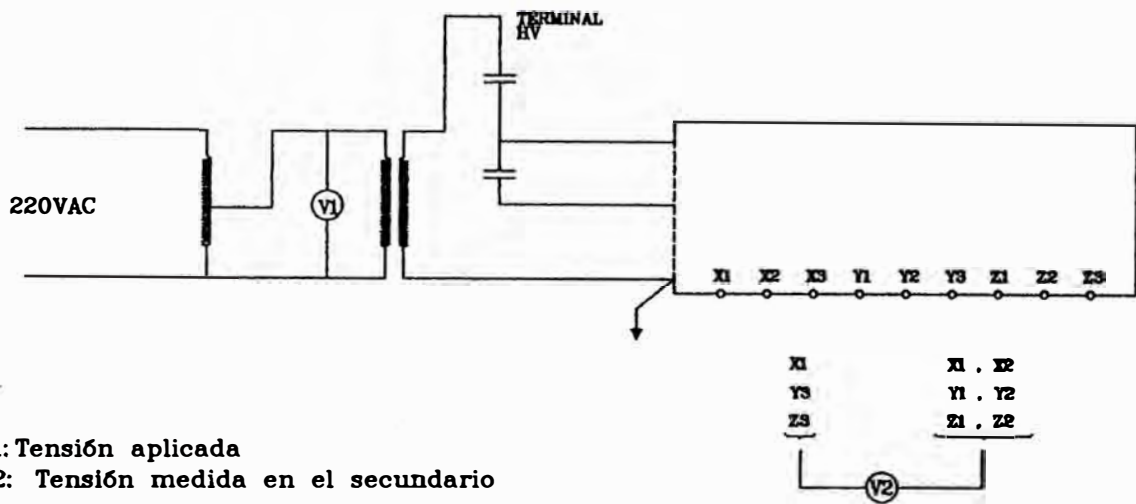 TERMINAL
HV
220VAC
V1
X1 X2 X3 Y1 Y2 Y3 Z1 Z2 Z3
X1 X1 , X2
Y3 Y1 , Y2
Z3 Z1 , Z2
: Tensión aplicada
2: Tensión medida en el secundario
V2